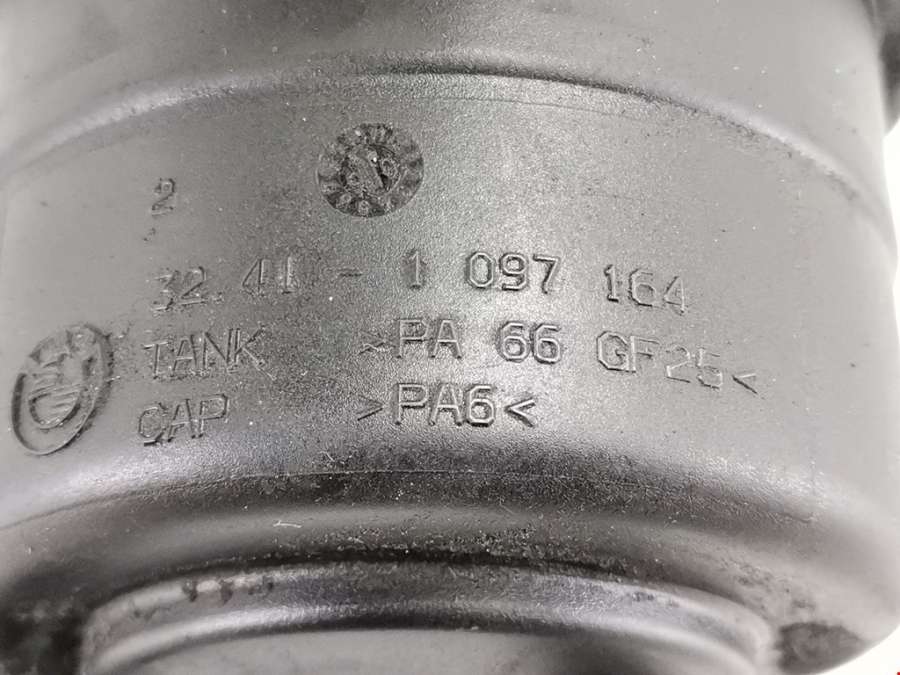 2
32.41 - 1 097 164
TANK >PA 66 GF25<
CAP >PA6<